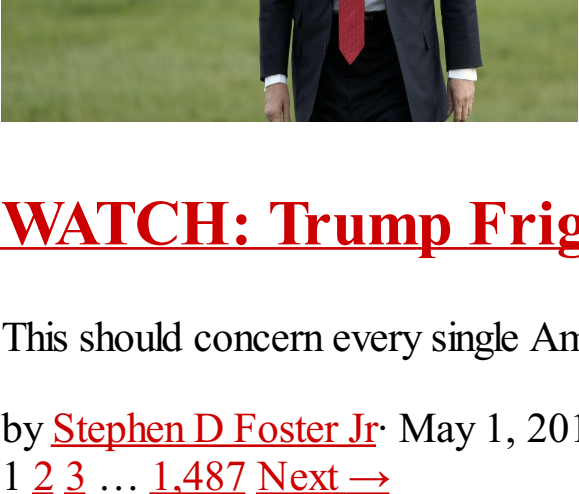 WATCH: Trump Frig
This should concern every single Am
by Stephen D Foster Jr· May 1, 201
1 2 3 … 1,487 Next →